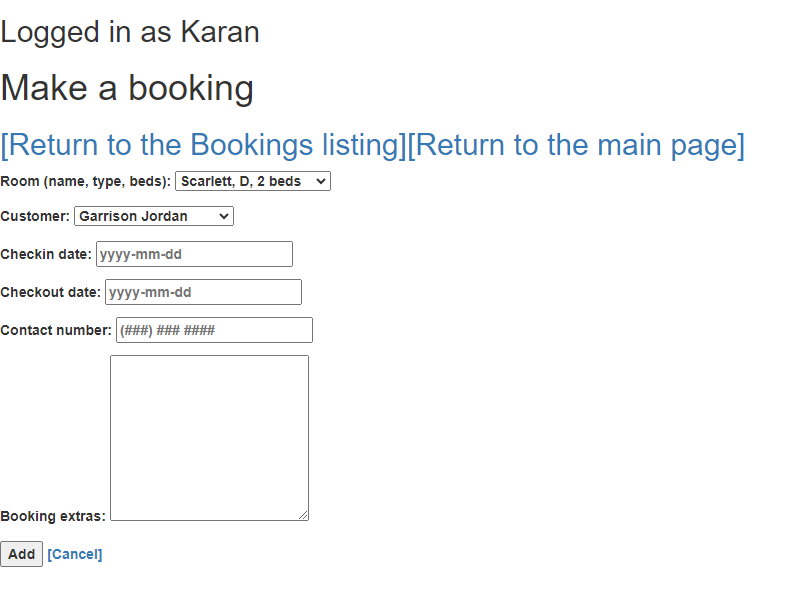 Logged in as Karan
Make a booking
[Return to the Bookings listing][Return to the main page]
Room (name, type, beds): Scarlett, D, 2 beds
Customer: Garrison Jordan
Checkin date: yyyy-mm-dd
Checkout date: yyyy-mm-dd
Contact number: (###) ### ####
Booking extras:
Add [Cancel]